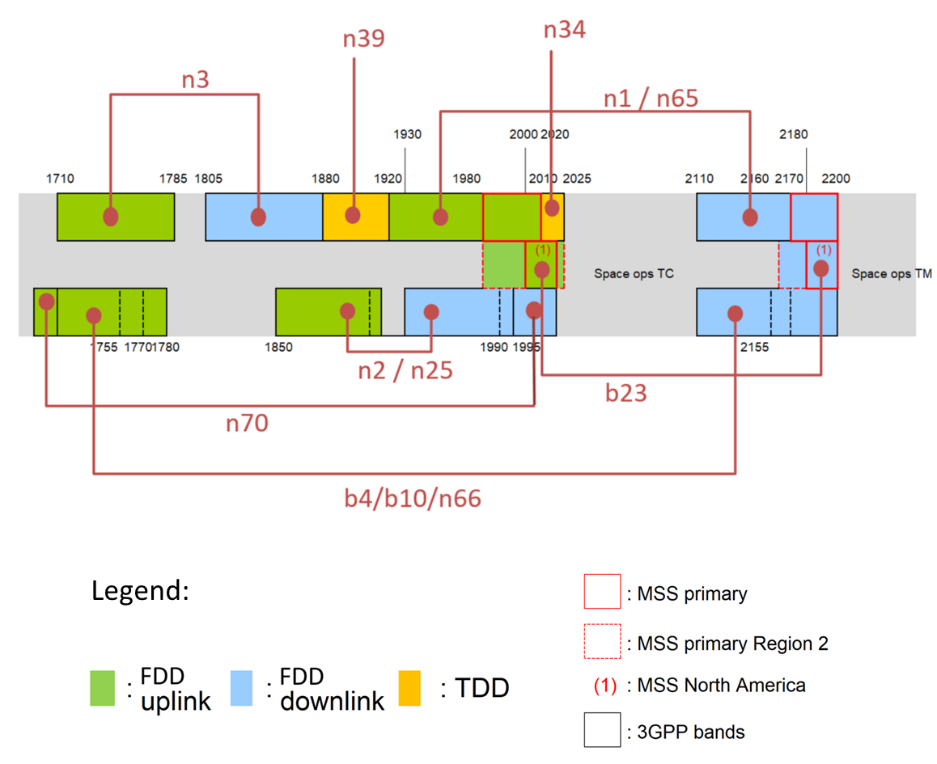 n34
n39
n3
n1 / n65
1930
2000
2020
2180
1710
1785
1805
1880
1920
1980
2010
2025
2110
2160
2170
2200
(1)
(1)
Space ops TC
Space ops TM
1755
1770
1780
1850
1990
1995
2155
n2 / n25
b23
n70
b4/b10/n66
Legend:
: MSS primary
: MSS primary Region 2
: FDD uplink
: FDD downlink
: TDD
(1) : MSS North America
: 3GPP bands